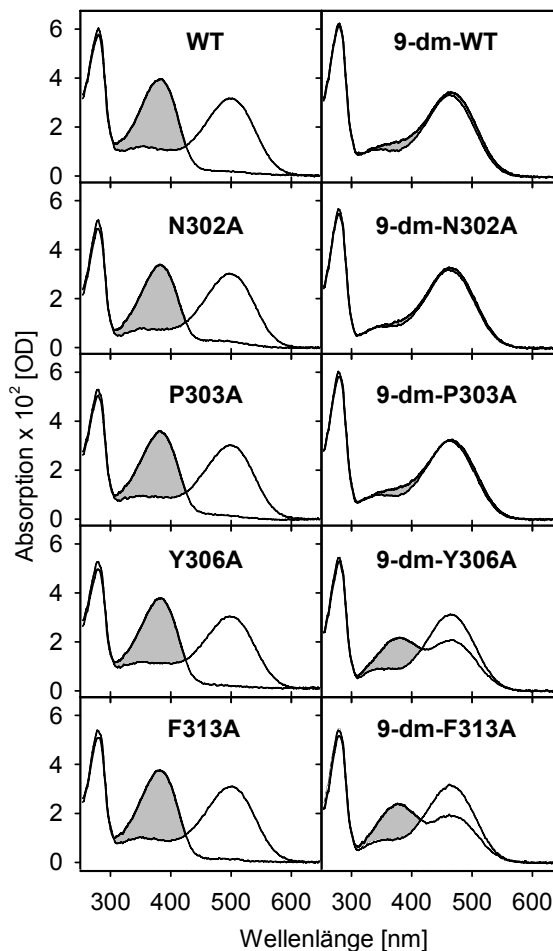 WT 9-dm-WT
6
4
2
0
N302A 9-dm-N302A
6
4
2
0
P303A 9-dm-P303A
6
4
2
0
Y306A 9-dm-Y306A
6
4
2
0
F313A 9-dm-F313A
6
4
2
0
Absorption x 10² [OD]
300 400 500 600 300 400 500 600
Wellenlänge [nm]